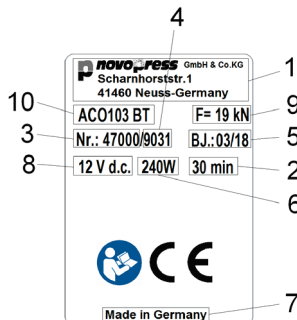 4
novopress GmbH & Co.KG
Scharnhorststr.1
41460 Neuss-Germany
1
10
ACO103 BT
F= 19 kN
9
3
Nr.: 47000/9031
BJ.:03/18
5
8
12 V d.c.
240W
30 min
2
6
CE
7
Made in Germany